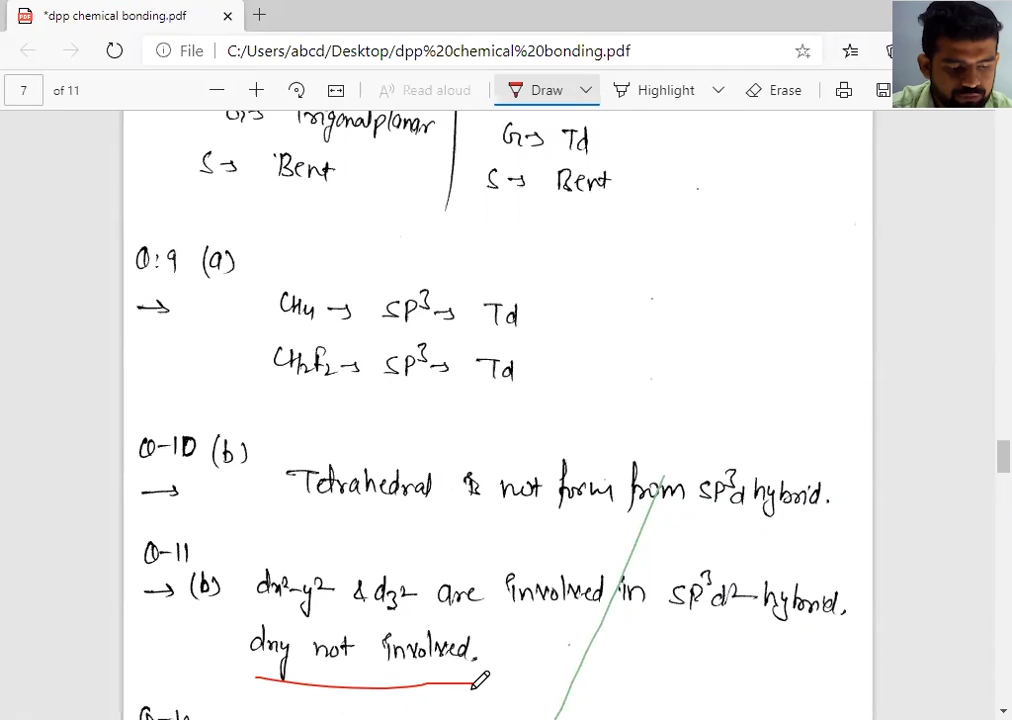 *dpp chemical bonding.pdf
File C:/Users/abcd/Desktop/dpp%20chemical%20bonding.pdf
7 of 11 Read aloud Draw Highlight Erase
G→ Trigonalplanar
G→ Td
S→ Bent
S→ Bent
Q:9 (a)
→ CH4 → SP3→ Td
CH2F2→ SP3→ Td
Q-10 (b)
→ Tetrahedral is not form from SP3d hybrid.
Q-11
→ (b) dx2-y2 & dz2 are involved in SP3d2-hybrid.
dxy not involved.